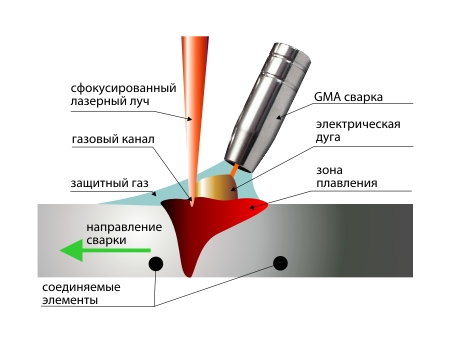 сфокусированный
лазерный луч
газовый канал
защитный газ
GMA сварка
электрическая
дуга
зона
плавления
направление
сварки
соединяемые
элементы